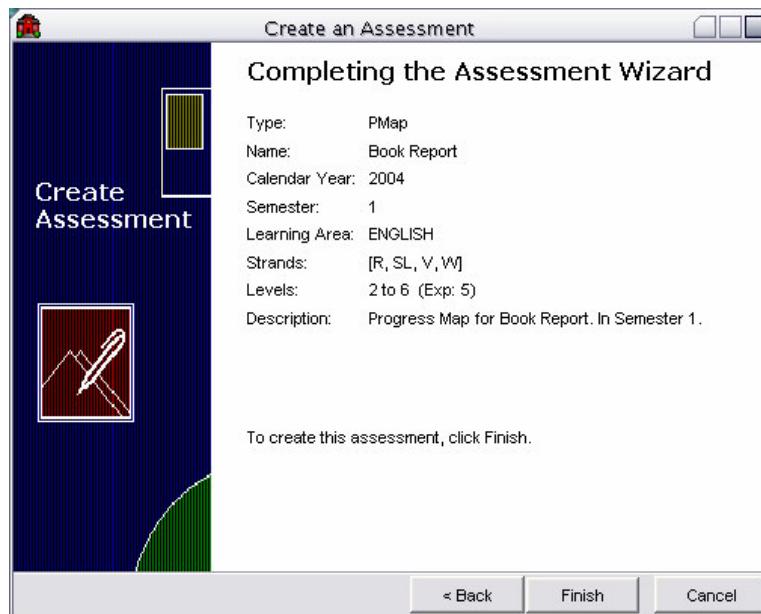 Create an Assessment
Completing the Assessment Wizard
Type: PMap
Name: Book Report
Calendar Year: 2004
Semester: 1
Learning Area: ENGLISH
Strands: [R, SL, V, W]
Levels: 2 to 6 (Exp: 5)
Description: Progress Map for Book Report. In Semester 1.
Create
Assessment
To create this assessment, click Finish.
< Back Finish Cancel